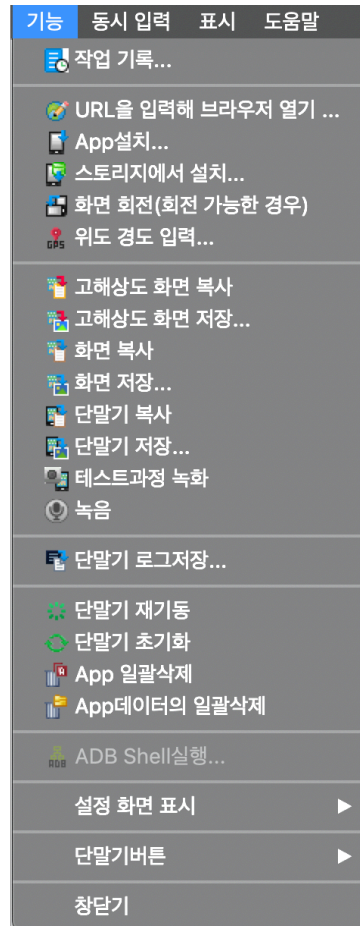 기능 동시 입력 표시 도움말
작업 기록...
URL을 입력해 브라우저 열기 ...
App설치...
스토리지에서 설치...
화면 회전(회전 가능한 경우)
GPS 위도 경도 입력...
고해상도 화면 복사
고해상도 화면 저장...
화면 복사
화면 저장...
단말기 복사
단말기 저장...
테스트과정 녹화
녹음
단말기 로그저장...
단말기 재기동
단말기 초기화
App 일괄삭제
App데이터의 일괄삭제
ADB ADB Shell실행...
설정 화면 표시
단말기버튼
창닫기